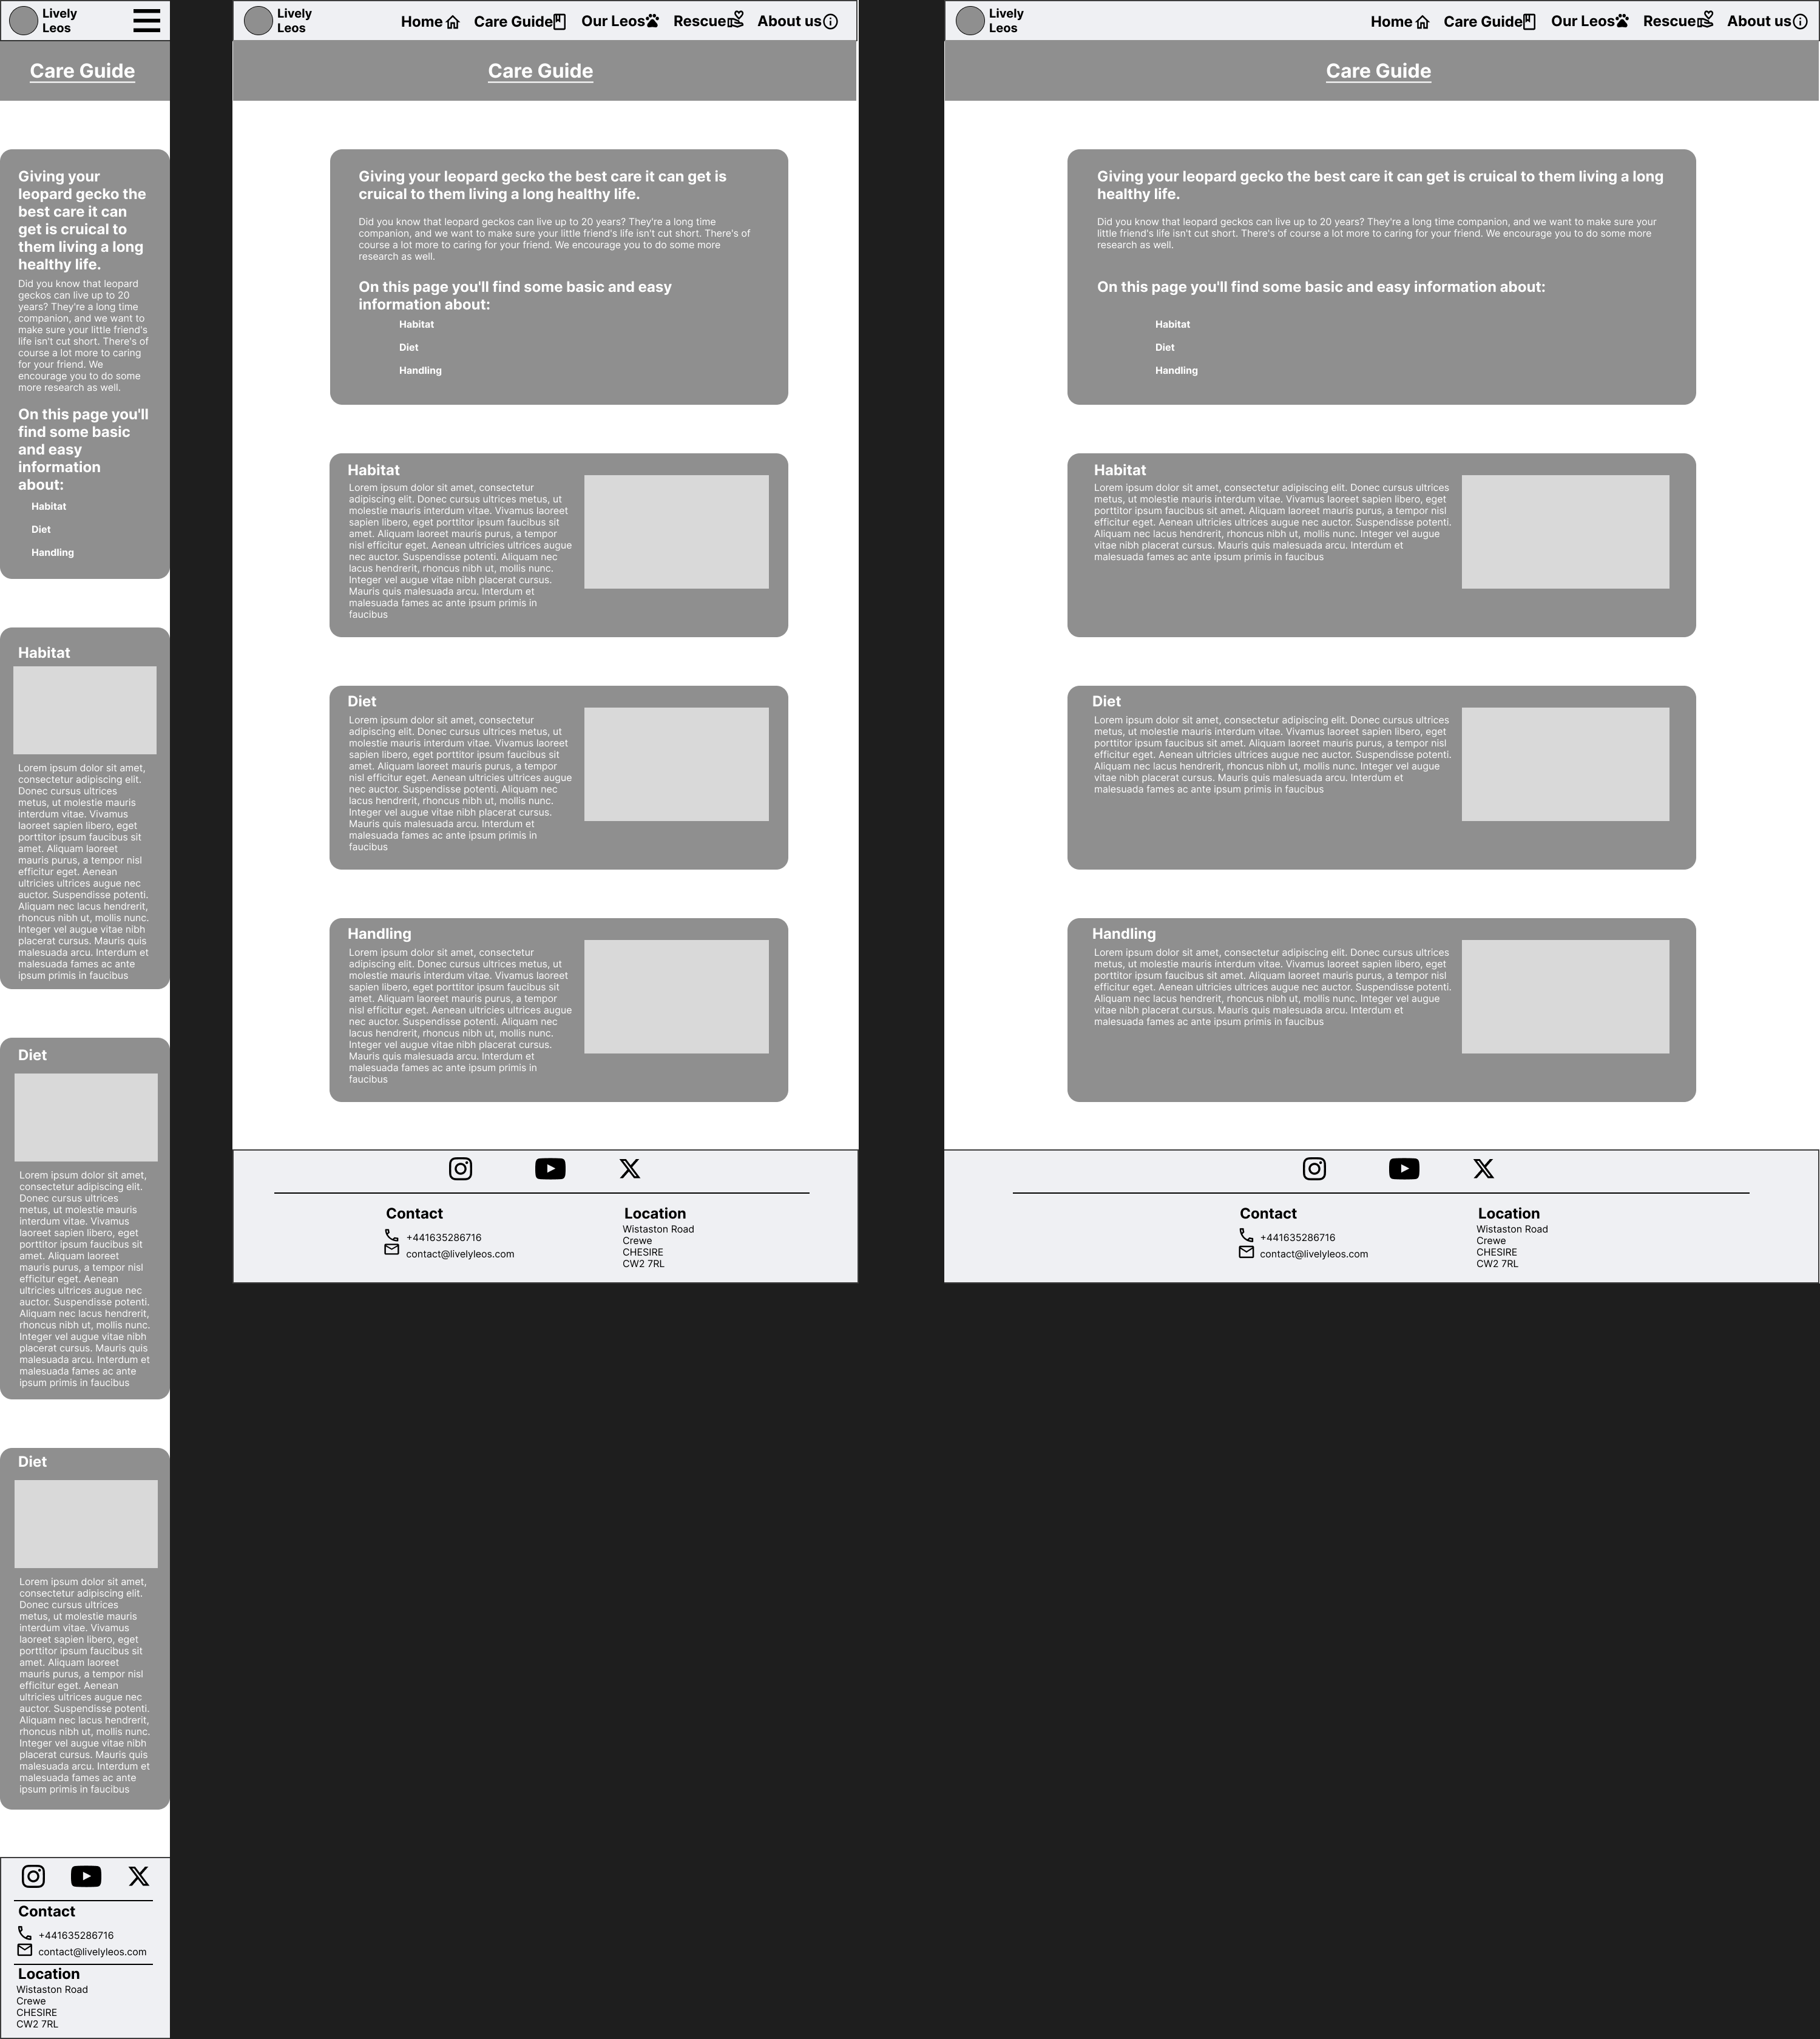 Lively
Leos
Care Guide
Giving your
leopard gecko the
best care it can
get is cruical to
them living a long
healthy life.
Did you know that leopard
geckos can live up to 20
years? They're a long time
companion, and we want to
make sure your little friend's
life isn't cut short. There's of
course a lot more to caring
for your friend. We
encourage you to do some
more research as well.
On this page you'll
find some basic
and easy
information
about:
Habitat
Diet
Handling
Habitat
Lorem ipsum dolor sit amet,
consectetur adipiscing elit.
Donec cursus ultrices
metus, ut molestie mauris
interdum vitae. Vivamus
laoreet sapien libero, eget
porttitor ipsum faucibus sit
amet. Aliquam laoreet
mauris purus, a tempor nisl
efficitur eget. Aenean
ultricies ultrices augue nec
auctor. Suspendisse potenti.
Aliquam nec lacus hendrerit,
rhoncus nibh ut, mollis nunc.
Integer vel augue vitae nibh
placerat cursus. Mauris quis
malesuada arcu. Interdum et
malesuada fames ac ante
ipsum primis in faucibus
Diet
Lorem ipsum dolor sit amet,
consectetur adipiscing elit.
Donec cursus ultrices
metus, ut molestie mauris
interdum vitae. Vivamus
laoreet sapien libero, eget
porttitor ipsum faucibus sit
amet. Aliquam laoreet
mauris purus, a tempor nisl
efficitur eget. Aenean
ultricies ultrices augue nec
auctor. Suspendisse potenti.
Aliquam nec lacus hendrerit,
rhoncus nibh ut, mollis nunc.
Integer vel augue vitae nibh
placerat cursus. Mauris quis
malesuada arcu. Interdum et
malesuada fames ac ante
ipsum primis in faucibus
Diet
Lorem ipsum dolor sit amet,
consectetur adipiscing elit.
Donec cursus ultrices
metus, ut molestie mauris
interdum vitae. Vivamus
laoreet sapien libero, eget
porttitor ipsum faucibus sit
amet. Aliquam laoreet
mauris purus, a tempor nisl
efficitur eget. Aenean
ultricies ultrices augue nec
auctor. Suspendisse potenti.
Aliquam nec lacus hendrerit,
rhoncus nibh ut, mollis nunc.
Integer vel augue vitae nibh
placerat cursus. Mauris quis
malesuada arcu. Interdum et
malesuada fames ac ante
ipsum primis in faucibus
Contact
+441635286716
contact@livelyleos.com
Location
Wistaston Road
Crewe
CHESIRE
CW2 7RL
Lively
Leos
Home Care Guide Our Leos Rescue About us
Care Guide
Giving your leopard gecko the best care it can get is
cruical to them living a long healthy life.
Did you know that leopard geckos can live up to 20 years? They're a long time
companion, and we want to make sure your little friend's life isn't cut short. There's of
course a lot more to caring for your friend. We encourage you to do some more
research as well.
On this page you'll find some basic and easy
information about:
Habitat
Diet
Handling
Habitat
Lorem ipsum dolor sit amet, consectetur
adipiscing elit. Donec cursus ultrices metus, ut
molestie mauris interdum vitae. Vivamus laoreet
sapien libero, eget porttitor ipsum faucibus sit
amet. Aliquam laoreet mauris purus, a tempor
nisl efficitur eget. Aenean ultricies ultrices augue
nec auctor. Suspendisse potenti. Aliquam nec
lacus hendrerit, rhoncus nibh ut, mollis nunc.
Integer vel augue vitae nibh placerat cursus.
Mauris quis malesuada arcu. Interdum et
malesuada fames ac ante ipsum primis in
faucibus
Diet
Lorem ipsum dolor sit amet, consectetur
adipiscing elit. Donec cursus ultrices metus, ut
molestie mauris interdum vitae. Vivamus laoreet
sapien libero, eget porttitor ipsum faucibus sit
amet. Aliquam laoreet mauris purus, a tempor
nisl efficitur eget. Aenean ultricies ultrices augue
nec auctor. Suspendisse potenti. Aliquam nec
lacus hendrerit, rhoncus nibh ut, mollis nunc.
Integer vel augue vitae nibh placerat cursus.
Mauris quis malesuada arcu. Interdum et
malesuada fames ac ante ipsum primis in
faucibus
Handling
Lorem ipsum dolor sit amet, consectetur
adipiscing elit. Donec cursus ultrices metus, ut
molestie mauris interdum vitae. Vivamus laoreet
sapien libero, eget porttitor ipsum faucibus sit
amet. Aliquam laoreet mauris purus, a tempor
nisl efficitur eget. Aenean ultricies ultrices augue
nec auctor. Suspendisse potenti. Aliquam nec
lacus hendrerit, rhoncus nibh ut, mollis nunc.
Integer vel augue vitae nibh placerat cursus.
Mauris quis malesuada arcu. Interdum et
malesuada fames ac ante ipsum primis in
faucibus
Contact
+441635286716
contact@livelyleos.com
Location
Wistaston Road
Crewe
CHESIRE
CW2 7RL
Lively
Leos
Home Care Guide Our Leos Rescue About us
Care Guide
Giving your leopard gecko the best care it can get is cruical to them living a long
healthy life.
Did you know that leopard geckos can live up to 20 years? They're a long time companion, and we want to make sure your
little friend's life isn't cut short. There's of course a lot more to caring for your friend. We encourage you to do some more
research as well.
On this page you'll find some basic and easy information about:
Habitat
Diet
Handling
Habitat
Lorem ipsum dolor sit amet, consectetur adipiscing elit. Donec cursus ultrices
metus, ut molestie mauris interdum vitae. Vivamus laoreet sapien libero, eget
porttitor ipsum faucibus sit amet. Aliquam laoreet mauris purus, a tempor nisl
efficitur eget. Aenean ultricies ultrices augue nec auctor. Suspendisse potenti.
Aliquam nec lacus hendrerit, rhoncus nibh ut, mollis nunc. Integer vel augue
vitae nibh placerat cursus. Mauris quis malesuada arcu. Interdum et
malesuada fames ac ante ipsum primis in faucibus
Diet
Lorem ipsum dolor sit amet, consectetur adipiscing elit. Donec cursus ultrices
metus, ut molestie mauris interdum vitae. Vivamus laoreet sapien libero, eget
porttitor ipsum faucibus sit amet. Aliquam laoreet mauris purus, a tempor nisl
efficitur eget. Aenean ultricies ultrices augue nec auctor. Suspendisse potenti.
Aliquam nec lacus hendrerit, rhoncus nibh ut, mollis nunc. Integer vel augue
vitae nibh placerat cursus. Mauris quis malesuada arcu. Interdum et
malesuada fames ac ante ipsum primis in faucibus
Handling
Lorem ipsum dolor sit amet, consectetur adipiscing elit. Donec cursus ultrices
metus, ut molestie mauris interdum vitae. Vivamus laoreet sapien libero, eget
porttitor ipsum faucibus sit amet. Aliquam laoreet mauris purus, a tempor nisl
efficitur eget. Aenean ultricies ultrices augue nec auctor. Suspendisse potenti.
Aliquam nec lacus hendrerit, rhoncus nibh ut, mollis nunc. Integer vel augue
vitae nibh placerat cursus. Mauris quis malesuada arcu. Interdum et
malesuada fames ac ante ipsum primis in faucibus
Contact
+441635286716
contact@livelyleos.com
Location
Wistaston Road
Crewe
CHESIRE
CW2 7RL